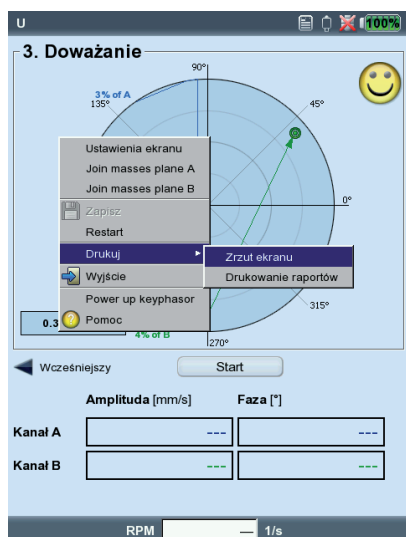 U 100%
3. Doważanie
90°
3% of A
135° 45°
Ustawienia ekranu
Join masses plane A
Join masses plane B
Zapisz 0°
Restart
Drukuj Zrzut ekranu
Wyjście Drukowanie raportów
Power up keyphasor 315°
0.3 Pomoc
4% of B 270°
Wcześniejszy Start
Amplituda [mm/s] Faza [°]
Kanał A --- ---
Kanał B --- ---
RPM — 1/s